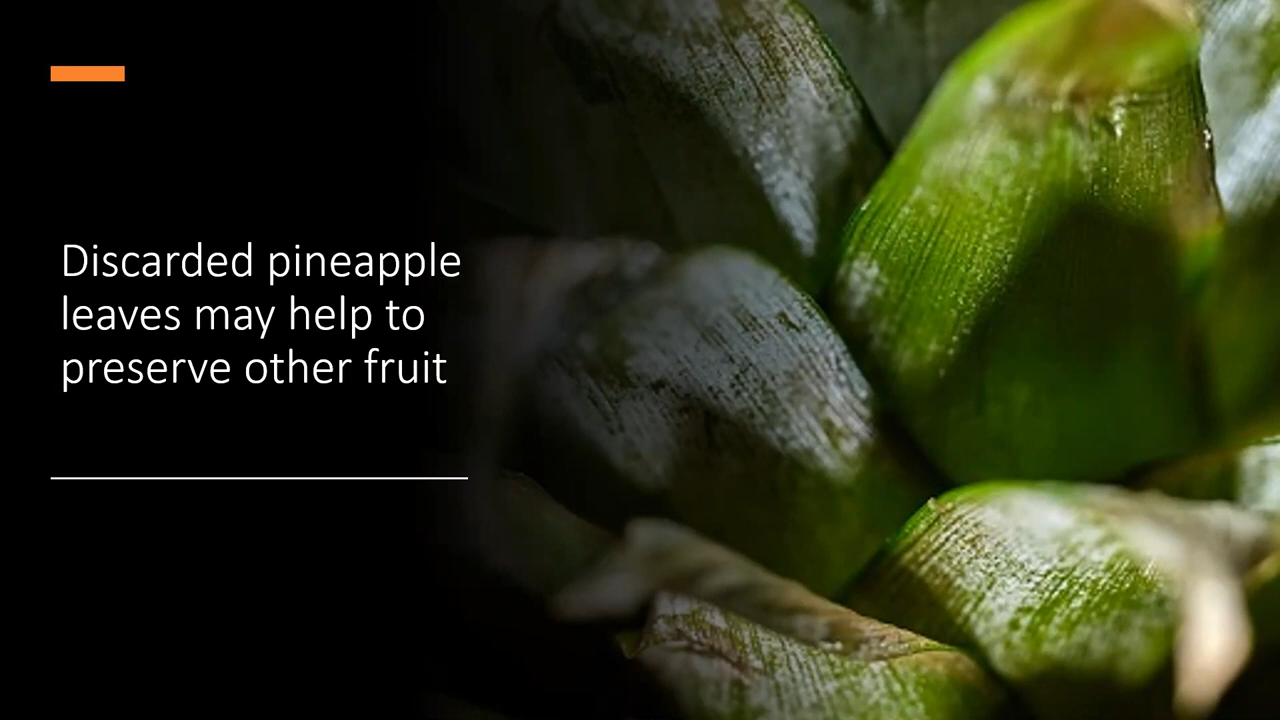 Discarded pineapple
leaves may help to
preserve other fruit